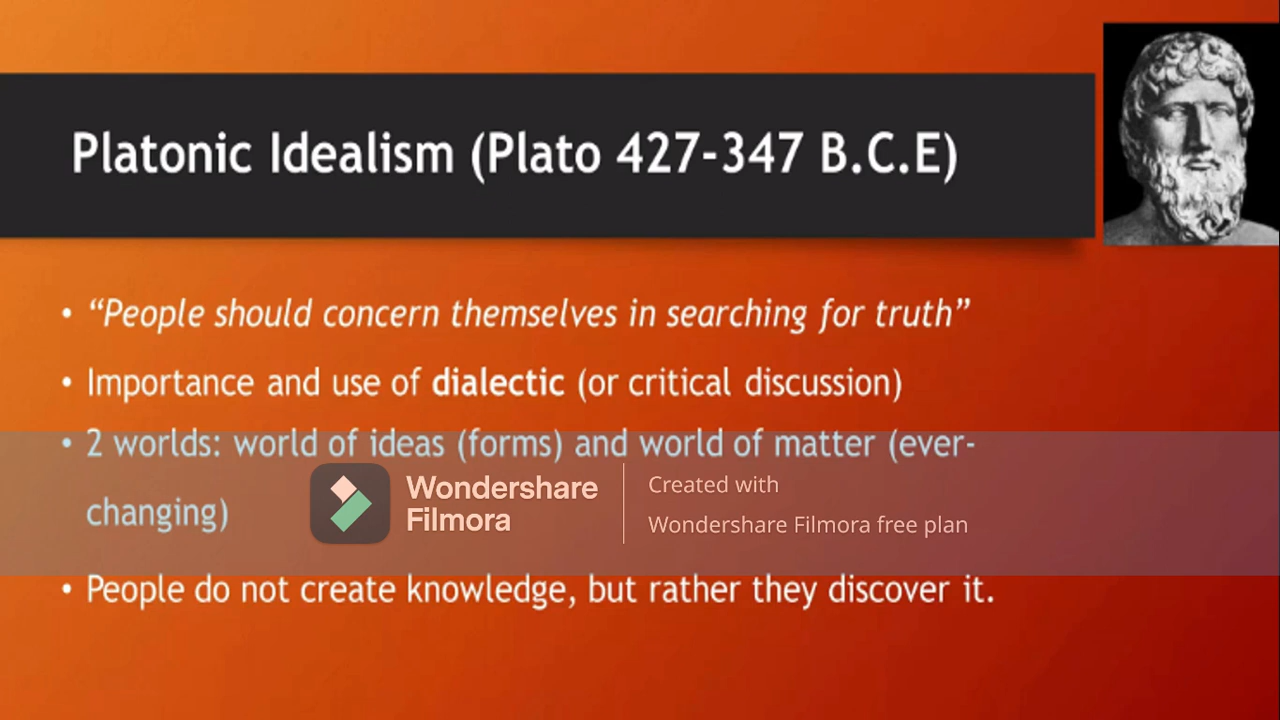 Platonic Idealism (Plato 427-347 B.C.E)
• “People should concern themselves in searching for truth”
• Importance and use of dialectic (or critical discussion)
• 2 worlds: world of ideas (forms) and world of matter (ever-
changing)
Wondershare
Filmora
Created with
Wondershare Filmora free plan
• People do not create knowledge, but rather they discover it.